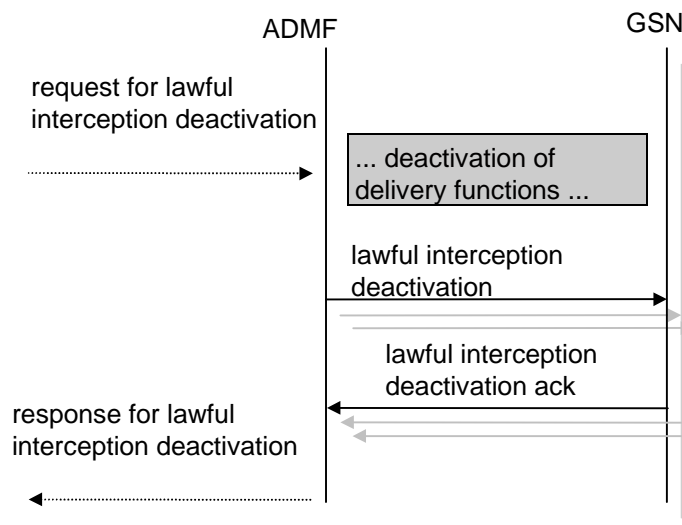 ADMF
GSN
request for lawful
interception deactivation
... deactivation of
delivery functions ...
lawful interception
deactivation
lawful interception
deactivation ack
response for lawful
interception deactivation